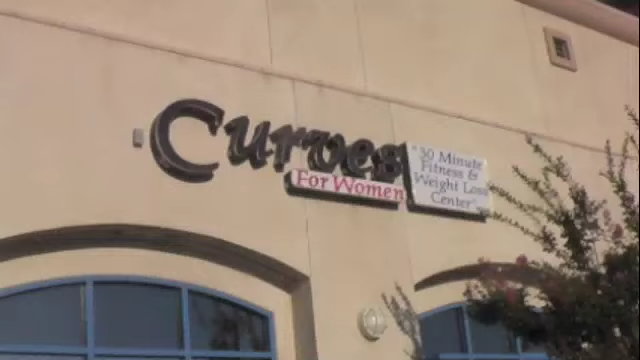 Curves
For Women
"30 Minute
Fitness &
Weight Loss
Center"